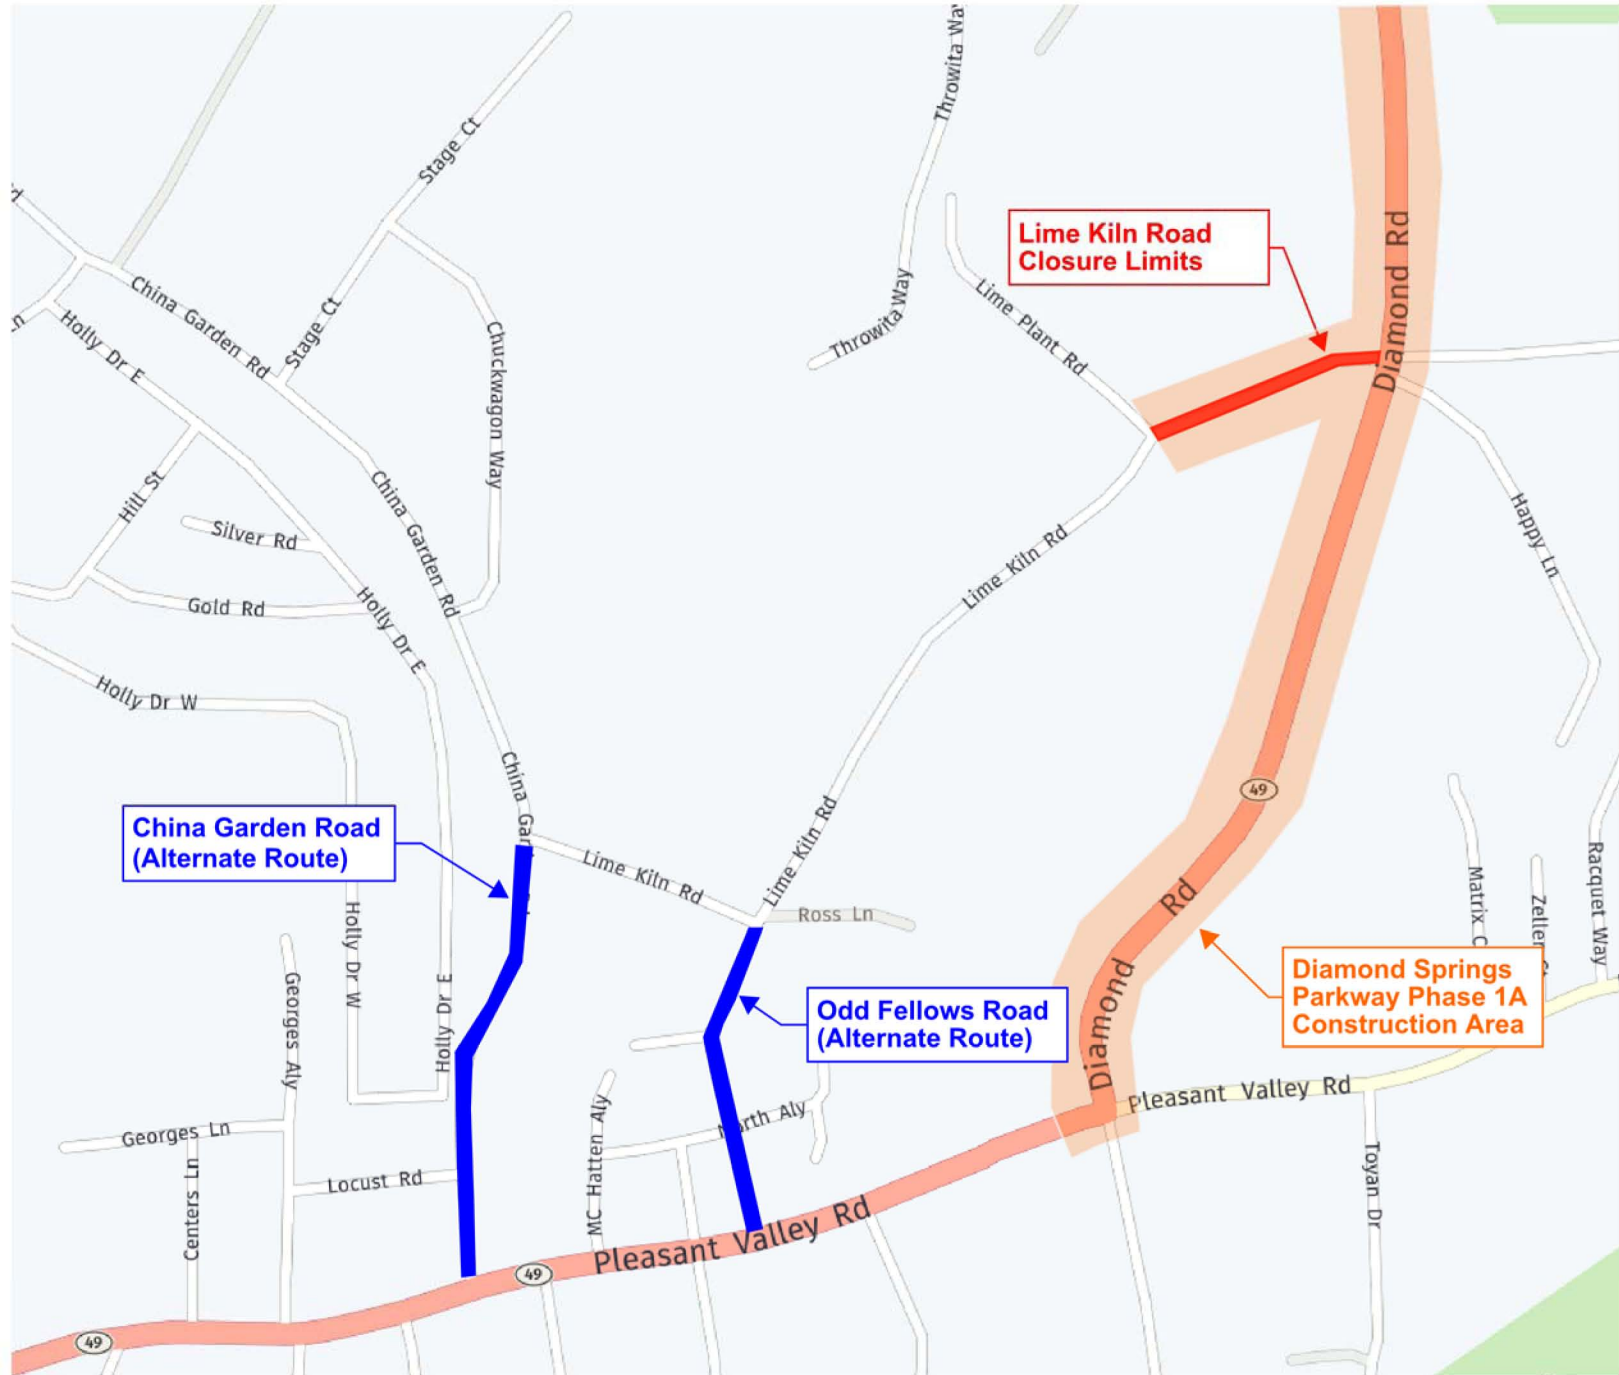 Throwita Way
Stage Ct
Lime Kiln Road
Closure Limits
Diamond Rd
China Garden Rd
Stage Ct
Throwita Way
Lime Plant Rd
Holly Dr E
Chuckwagon Way
Hill St
Silver Rd
China Garden Rd
Happy Ln
Gold Rd
Holly Dr E
Lime Kiln Rd
Holly Dr W
China Garden Road
(Alternate Route)
Lime Kiln Rd
Lime Kiln Rd
49
Ross Ln
Rd
Matrix C
Racquet Way
Holly Dr W
Holly Dr E
Georges Aly
Odd Fellows Road
(Alternate Route)
Diamond
Diamond Springs
Parkway Phase 1A
Construction Area
Pleasant Valley Rd
MC Hatten Aly
North Aly
Georges Ln
Centers Ln
Locust Rd
Toyan Dr
Pleasant Valley Rd
49
49